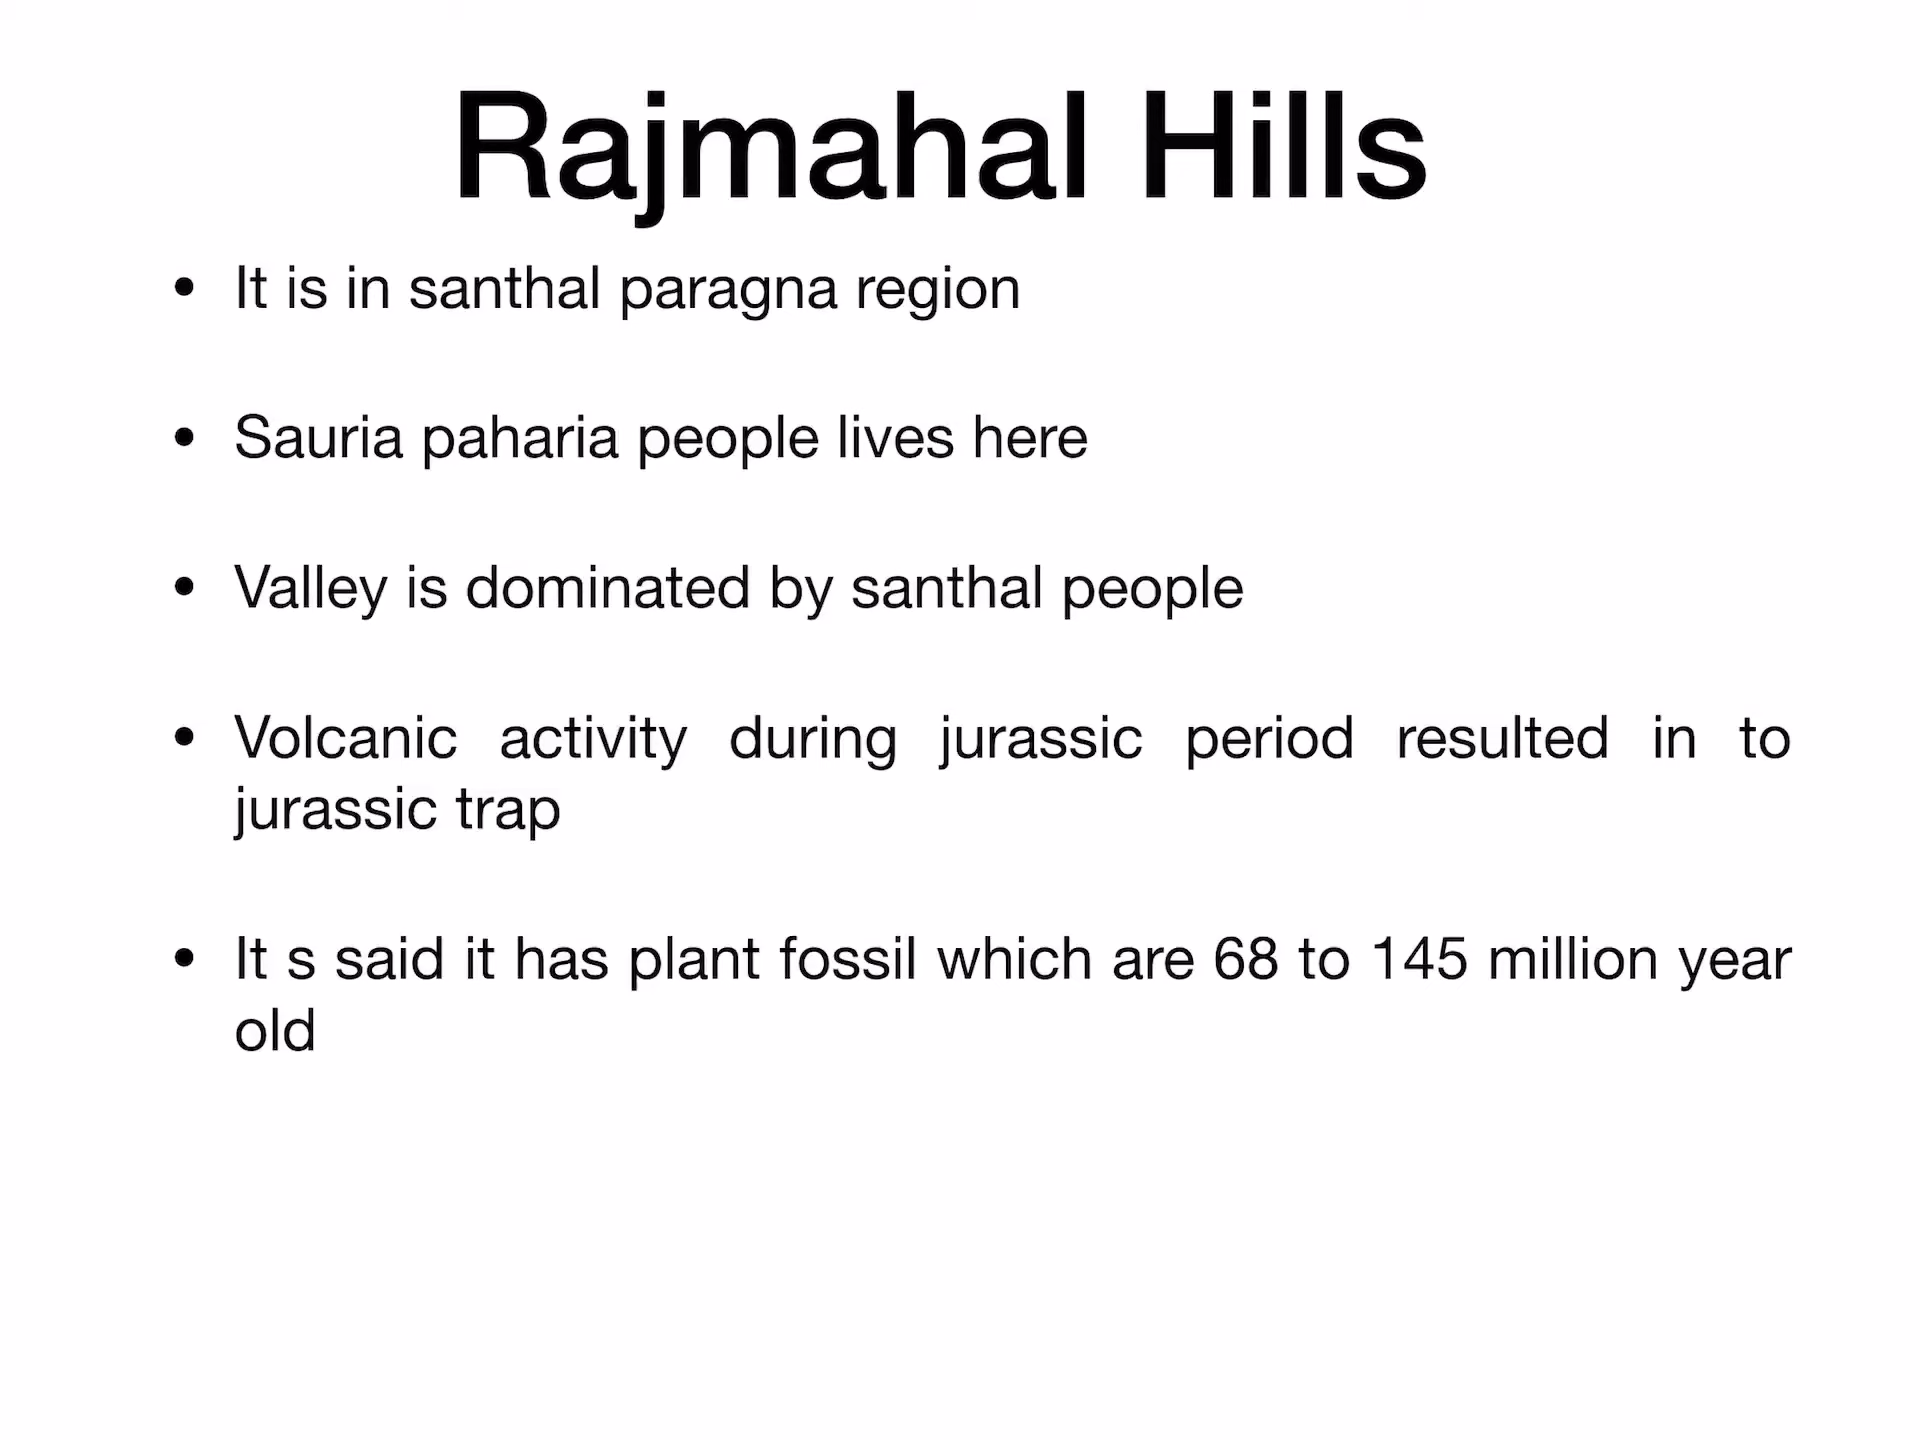 Rajmahal Hills
• It is in santhal paragna region
• Sauria paharia people lives here
• Valley is dominated by santhal people
• Volcanic activity during jurassic period resulted in to
jurassic trap
• It s said it has plant fossil which are 68 to 145 million year
old